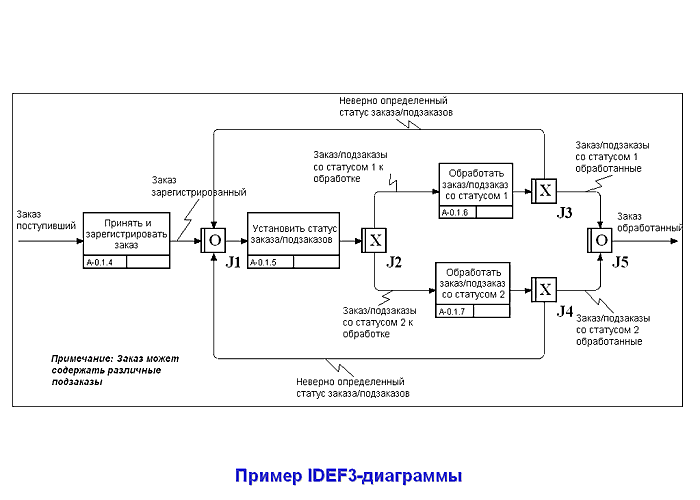 Неверно определенный
статус заказа/подзаказов
Заказ/подзаказы
со статусом 1 к
обработке
Заказ/подзаказы
со статусом 1
обработанные
Обработать
заказ/подзаказ
со статусом 1
А-0.1.6
X
J3
Заказ
зарегистрированный
Заказ
поступивший
Принять и
зарегистрировать
заказ
А-0.1.4
O
J1
Установить статус
заказа/подзаказов
А-0.1.5
X
J2
O
J5
Заказ
обработанный
Обработать
заказ/подзаказ
со статусом 2
А-0.1.7
X
J4
Заказ/подзаказы
со статусом 2 к
обработке
Заказ/подзаказы
со статусом 2
обработанные
Примечание: Заказ может
содержать различные
подзаказы
Неверно определенный
статус заказа/подзаказов
Пример IDEF3-диаграммы